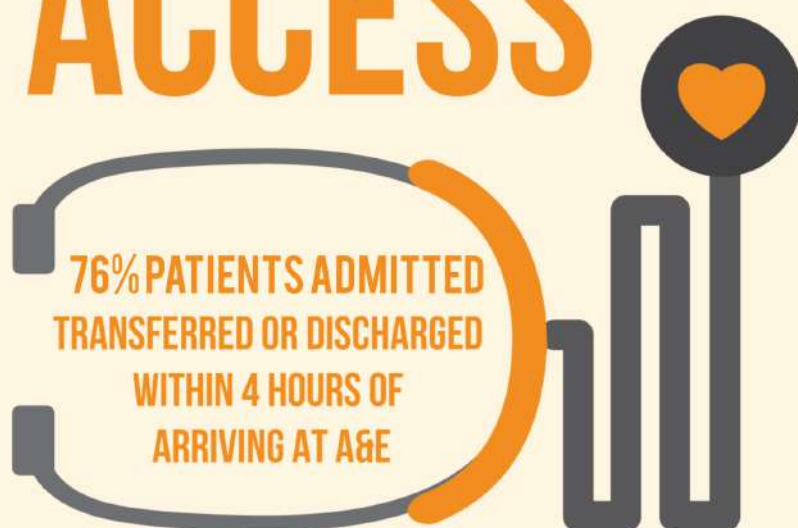 ACCESS
76% PATIENTS ADMITTED
TRANSFERRED OR DISCHARGED
WITHIN 4 HOURS OF
ARRIVING AT A&E